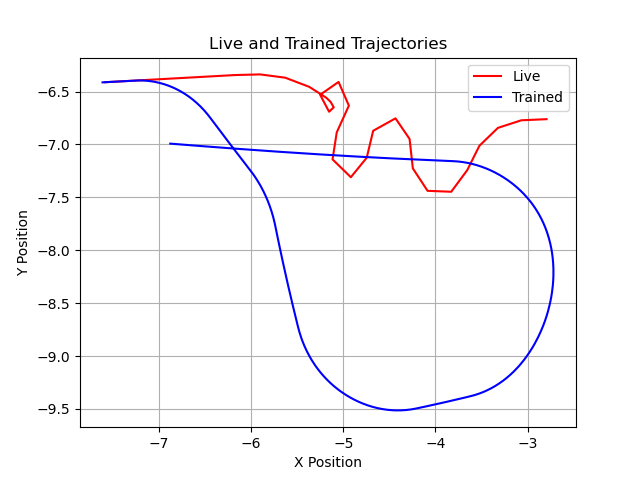 Live and Trained Trajectories
Live
Trained
−6.5
−7.0
−7.5
−8.0
−8.5
−9.0
−9.5
Y Position
−7
−6
−5
−4
−3
X Position